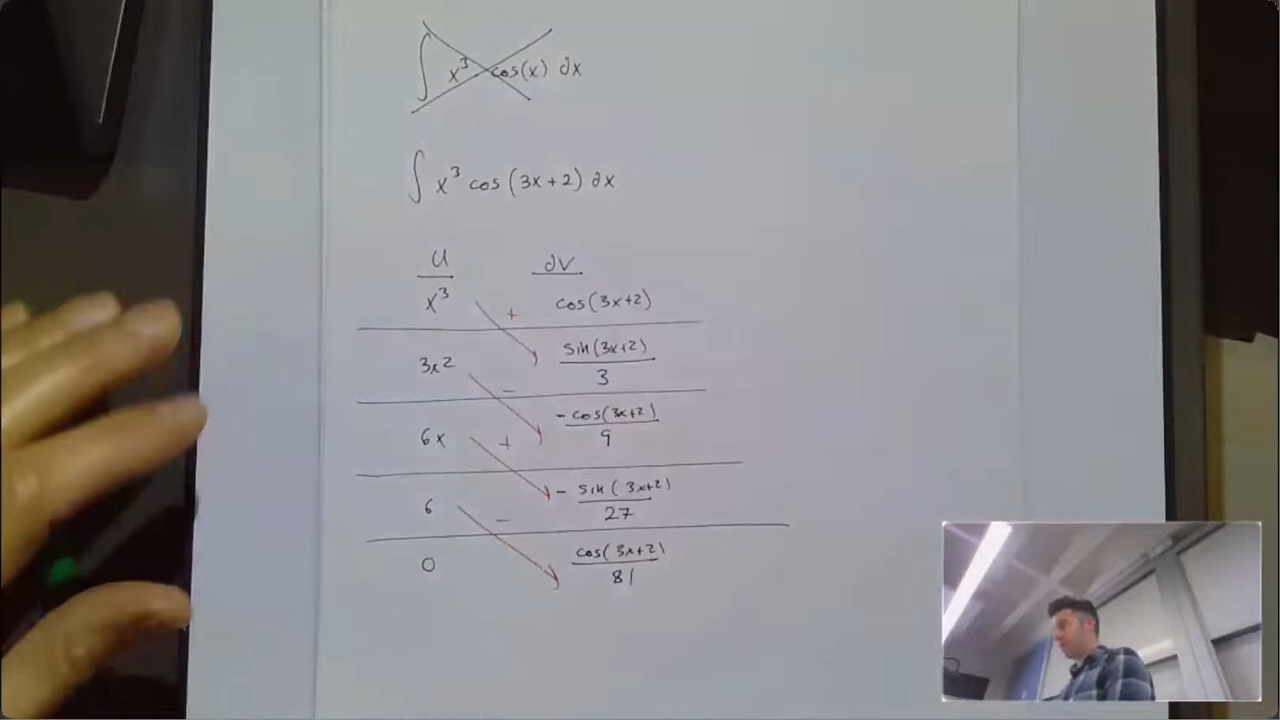 ∫ x³ cos(x) dx
∫ x³ cos(3x+2) dx
u dV
x³ + cos(3x+2)
3x² − sin(3x+2)/3
6x + −cos(3x+2)/9
6 − − sin(3x+2)/27
0 cos(3x+2)/81